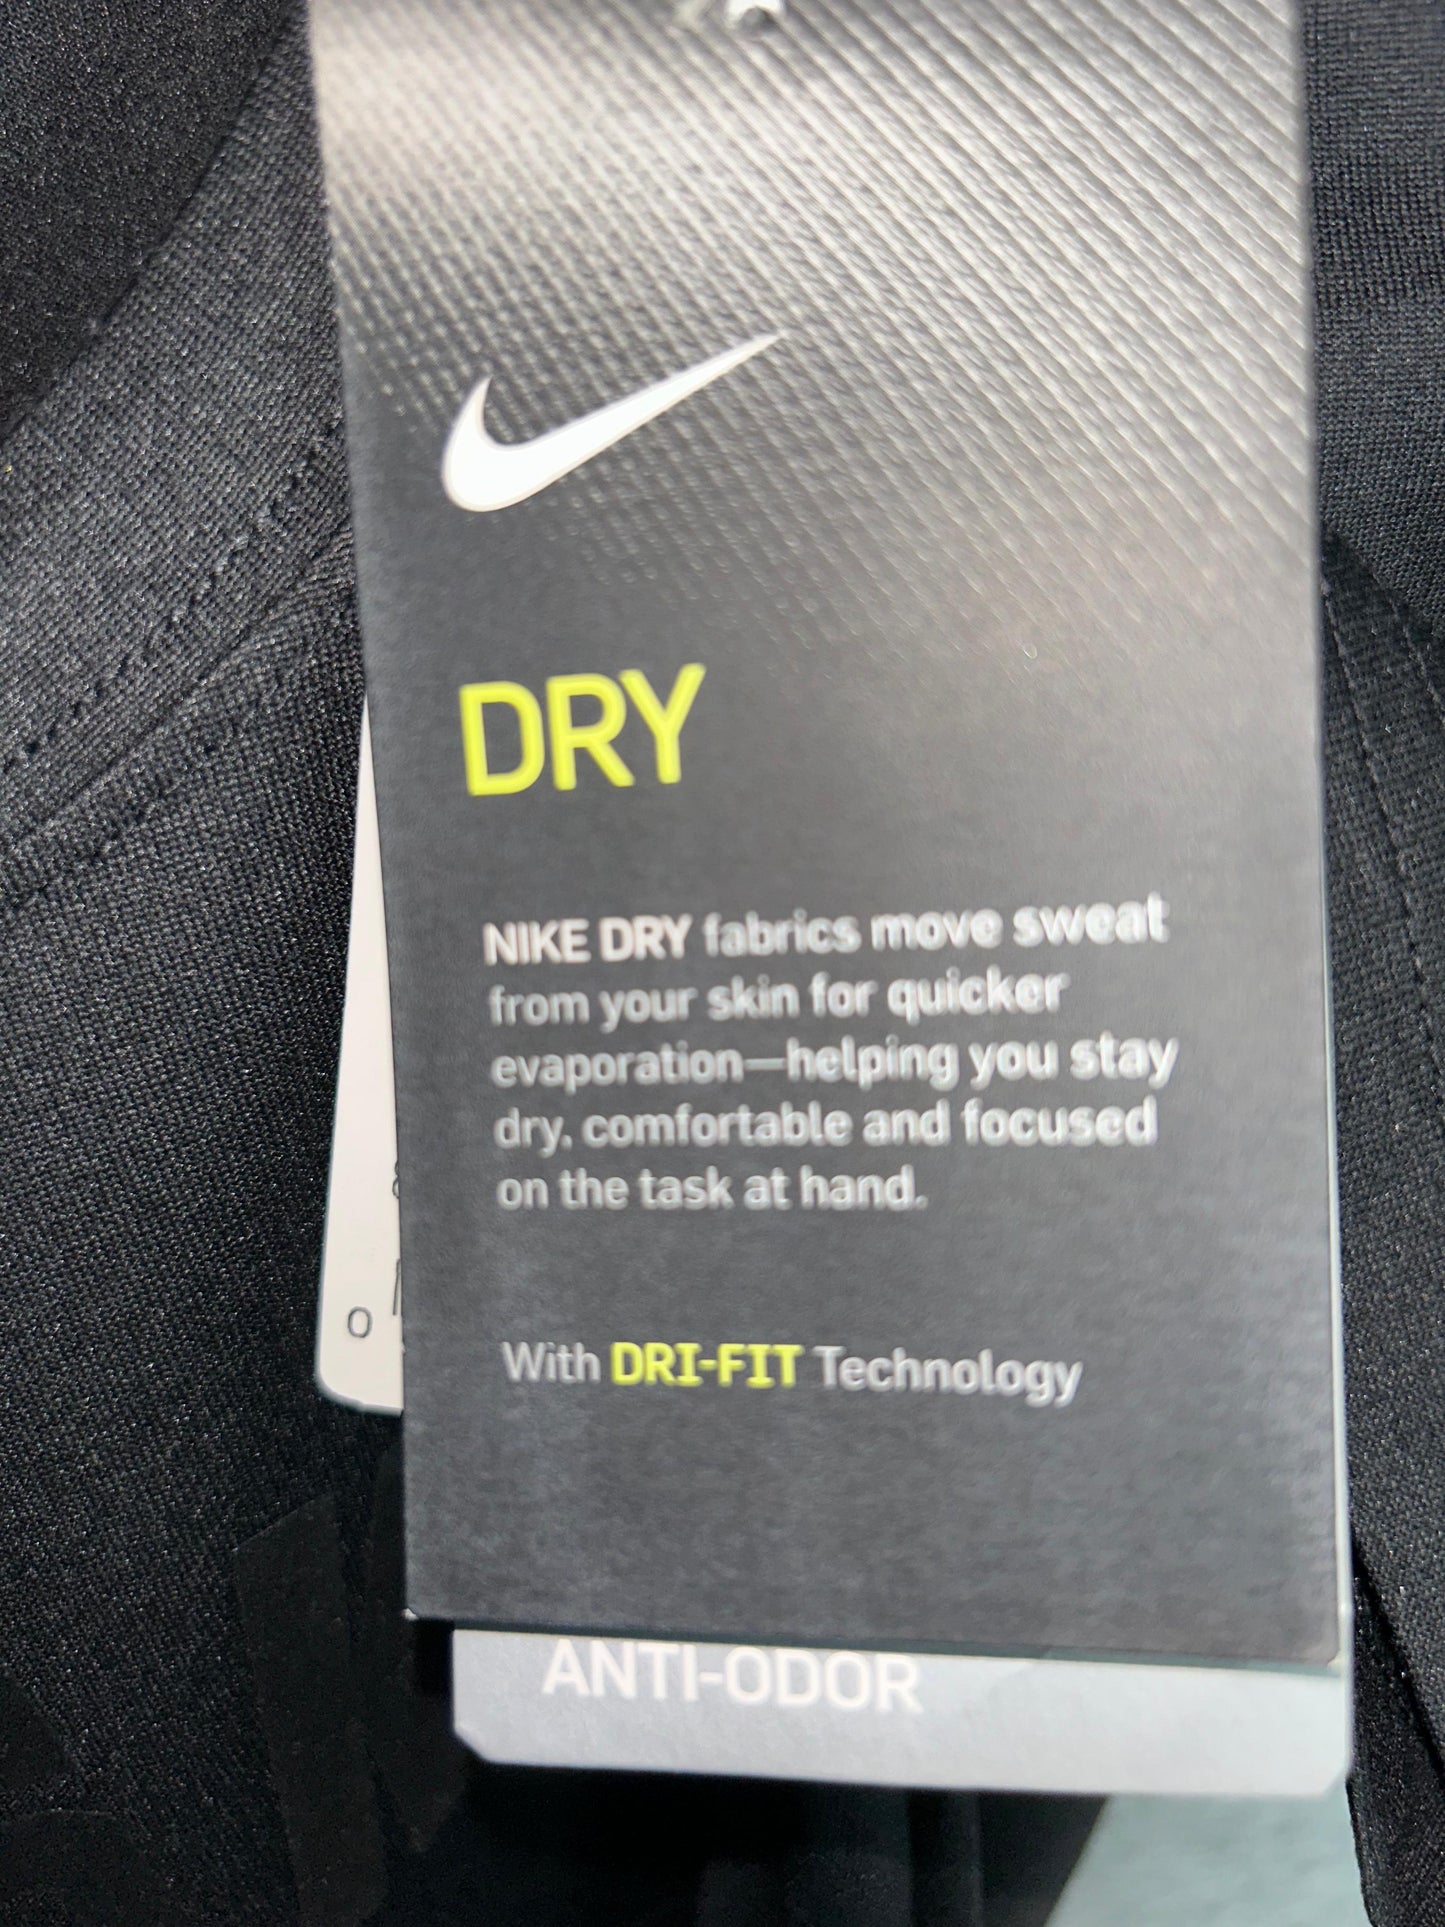 DRY
NIKE DRY fabrics move sweat
from your skin for quicker
evaporation—helping you stay
dry, comfortable and focused
on the task at hand.
With DRI-FIT Technology
O
ANTI-ODOR